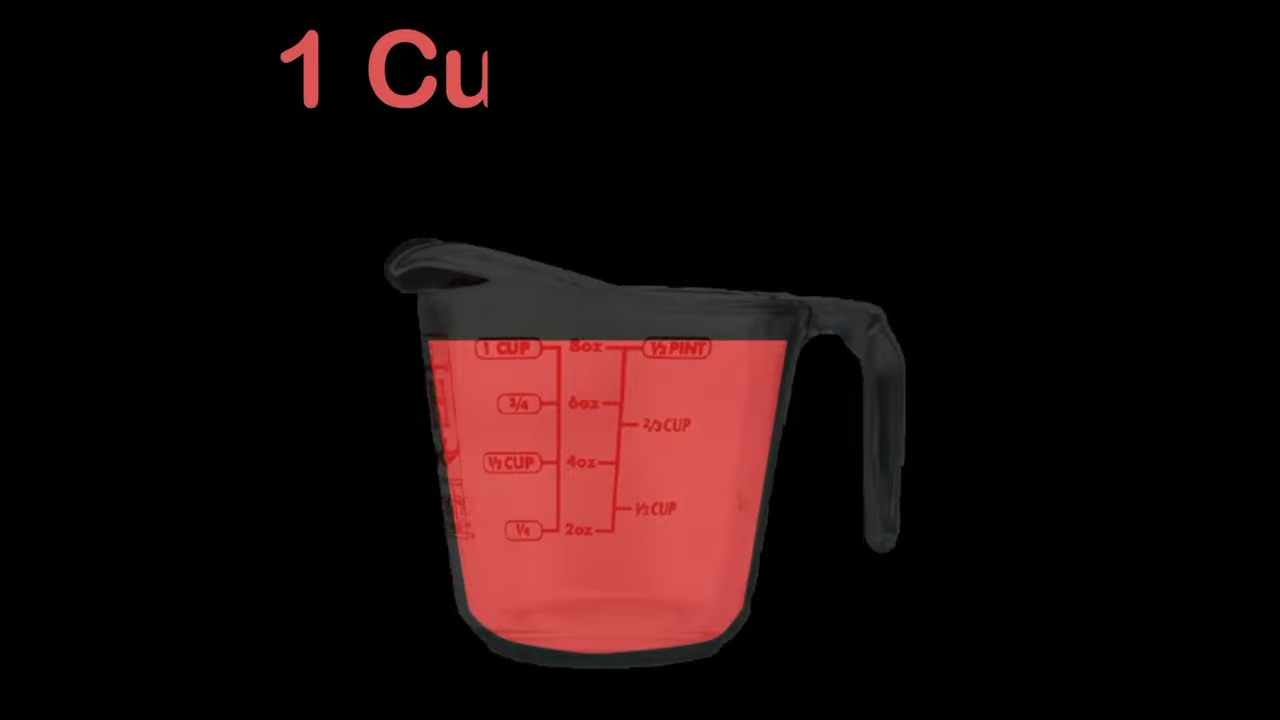 1 Cu
1 CUP 8oz 1/2 PINT
3/4 6oz
2/3 CUP
1/2 CUP 4oz
1/3 CUP
1/4 2oz